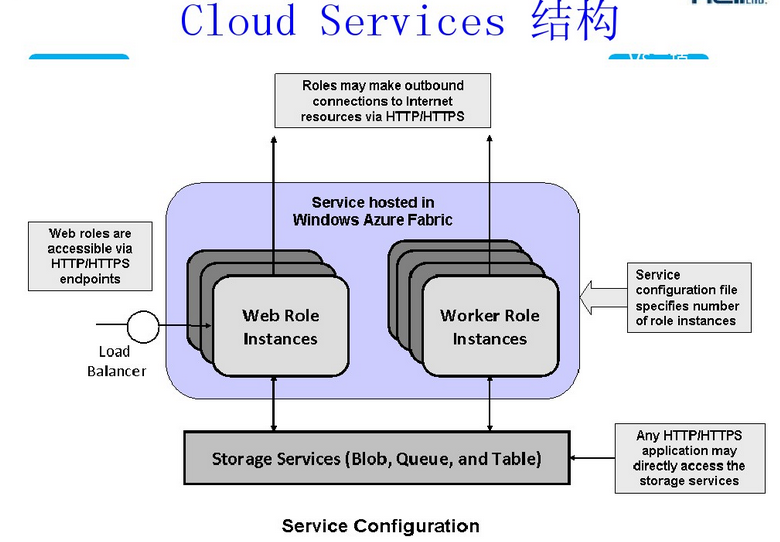 Cloud Services 结构
Roles may make outbound
connections to Internet
resources via HTTP/HTTPS
Service hosted in
Windows Azure Fabric
Web roles are
accessible via
HTTP/HTTPS
endpoints
Web Role
Instances
Worker Role
Instances
Service
configuration file
specifies number
of role instances
Load
Balancer
Storage Services (Blob, Queue, and Table)
Any HTTP/HTTPS
application may
directly access the
storage services
Service Configuration